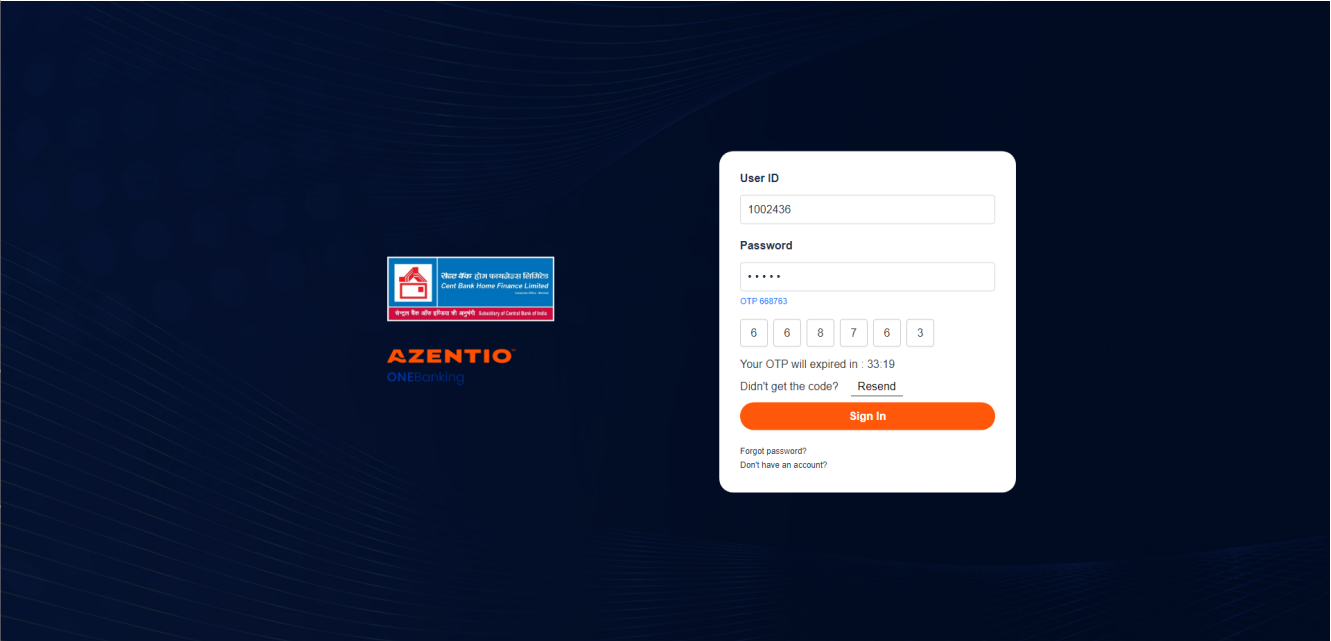 सेन्ट बैंक होम फायनेन्स लिमिटेड
Cent Bank Home Finance Limited
सेन्ट्रल बैंक ऑफ इण्डिया की अनुषंगी Subsidiary of Central Bank of India
AZENTIO
ONEBanking
User ID
1002436
Password
•••••
OTP 668763
6 6 8 7 6 3
Your OTP will expired in : 33:19
Didn't get the code? Resend
Sign In
Forgot password?
Don't have an account?